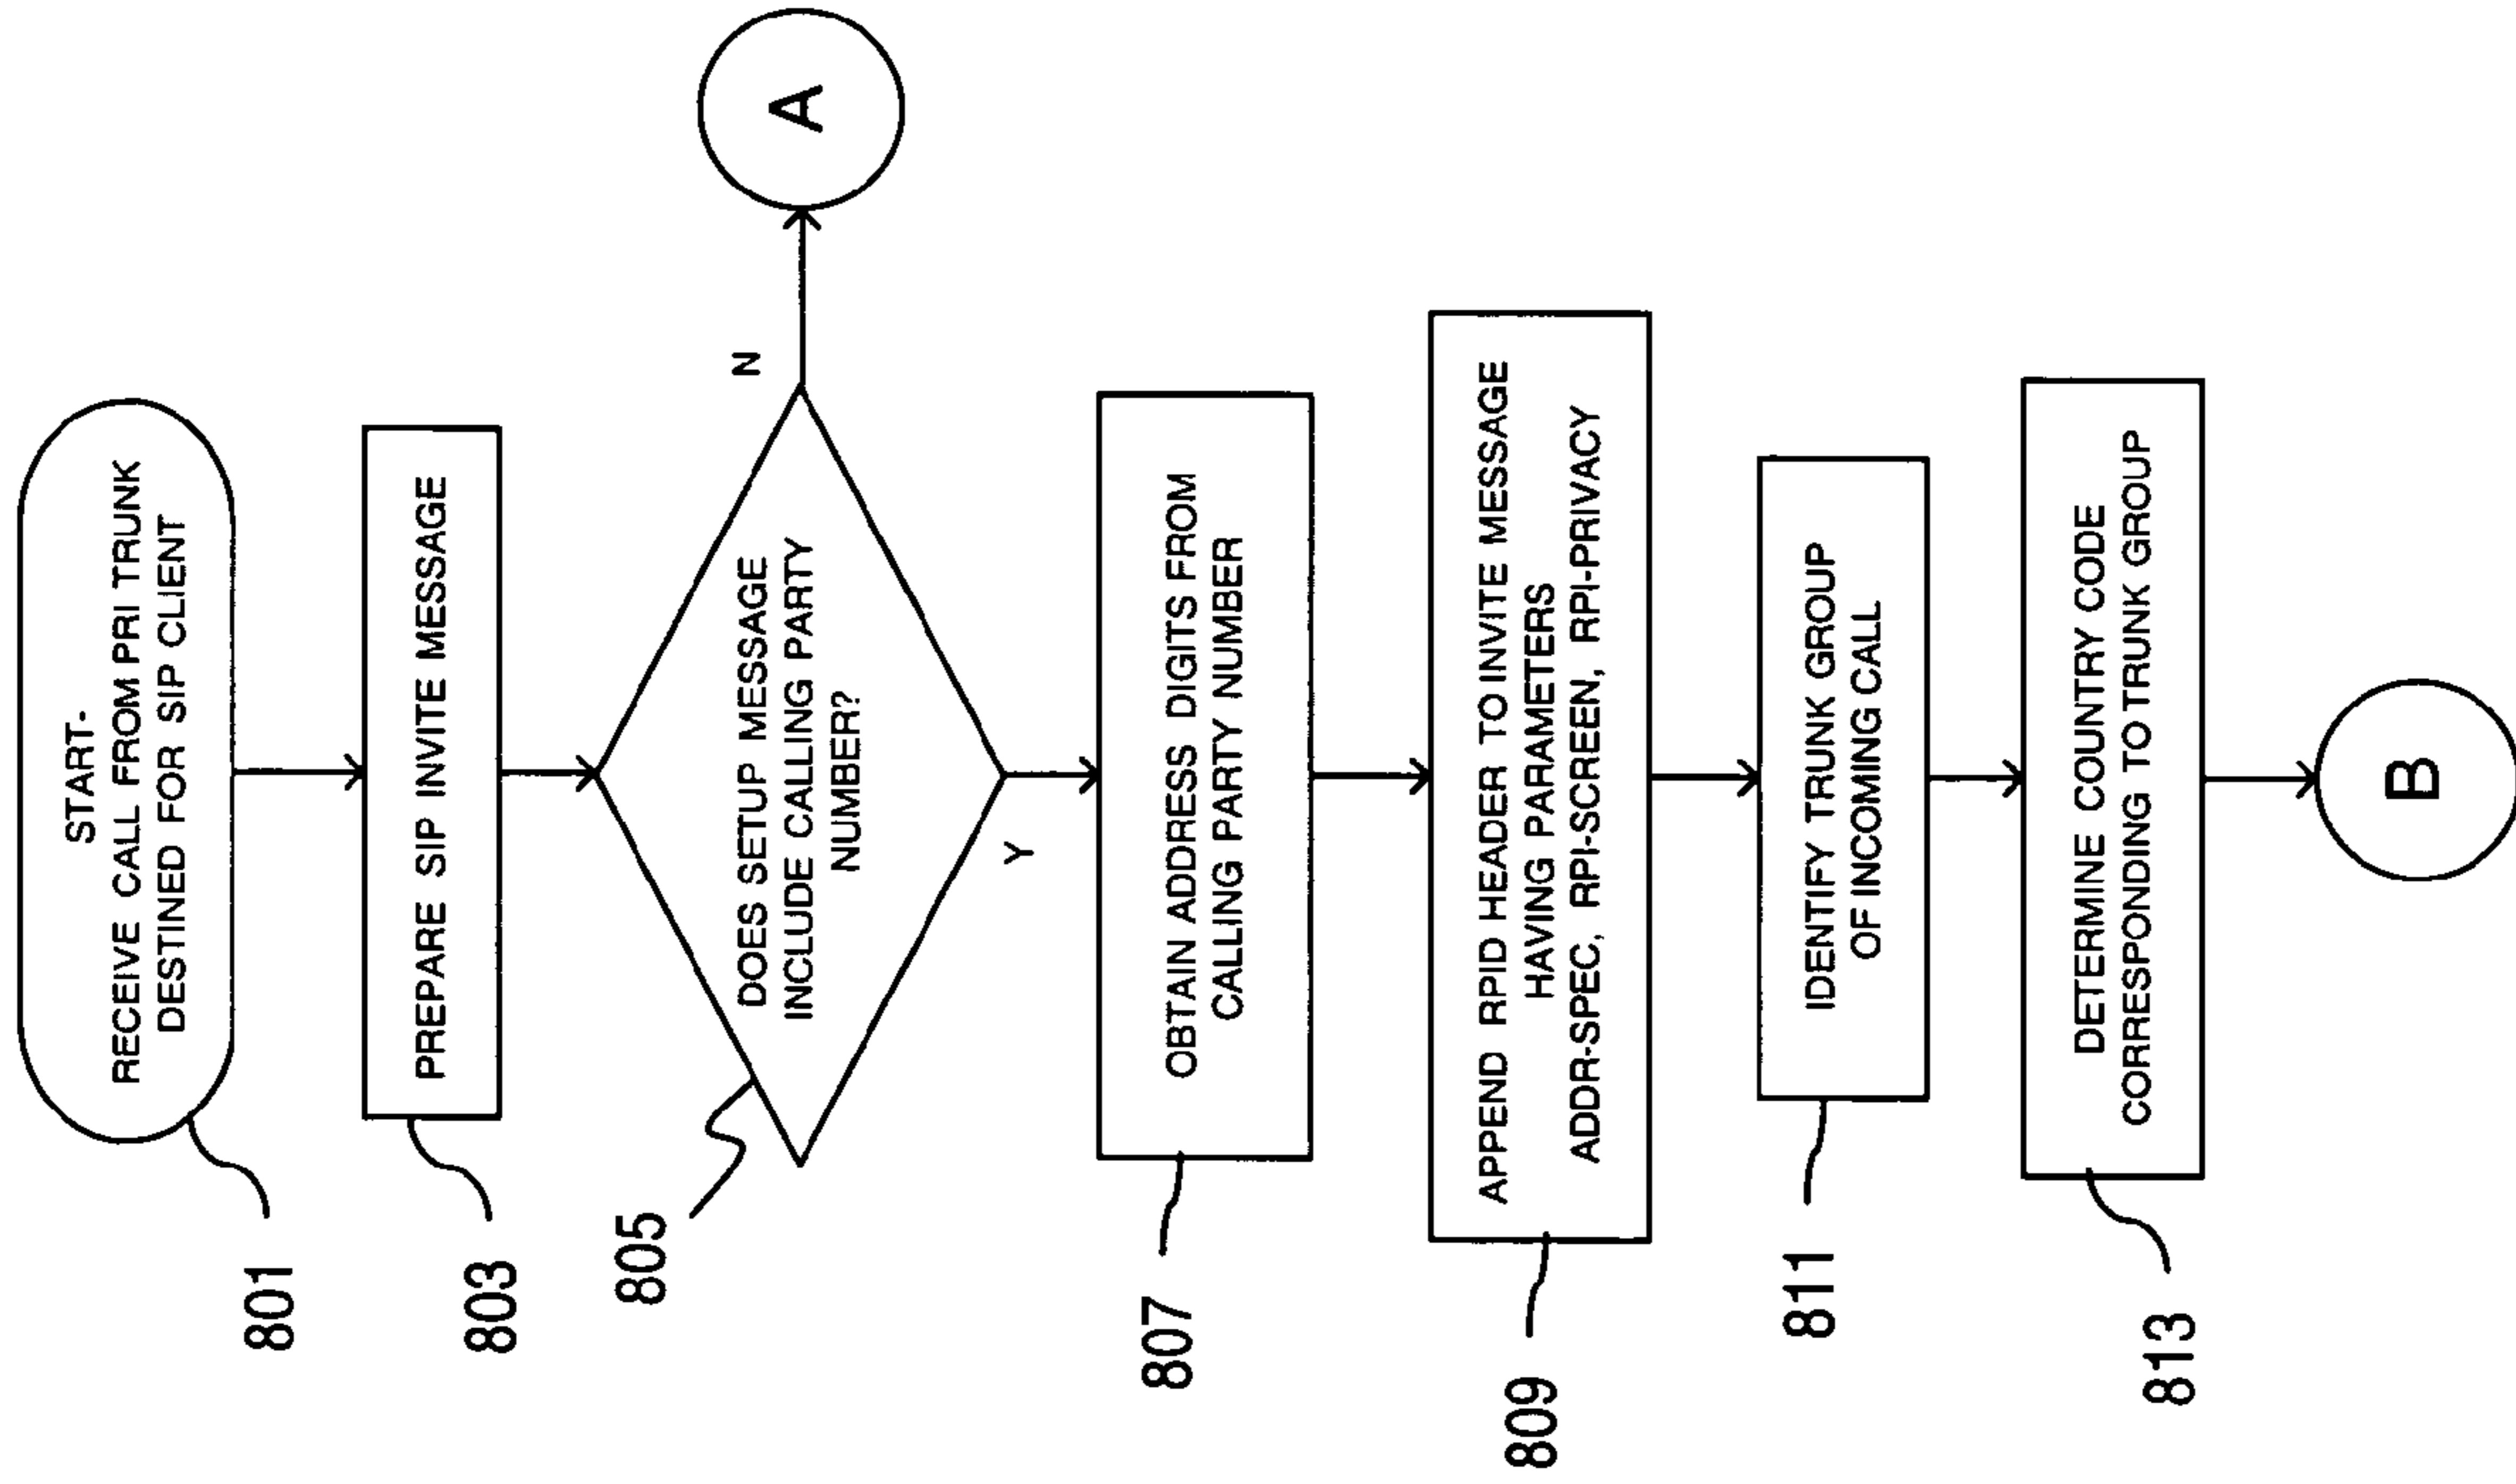 START-
RECEIVE CALL FROM PRI TRUNK
DESTINED FOR SIP CLIENT
801
PREPARE SIP INVITE MESSAGE
803
DOES SETUP MESSAGE
INCLUDE CALLING PARTY
NUMBER?
805
N
A
Y
OBTAIN ADDRESS DIGITS FROM
CALLING PARTY NUMBER
807
APPEND RPID HEADER TO INVITE MESSAGE
HAVING PARAMETERS
ADDR-SPEC, RPI-SCREEN, RPI-PRIVACY
809
IDENTIFY TRUNK GROUP
OF INCOMING CALL
811
DETERMINE COUNTRY CODE
CORRESPONDING TO TRUNK GROUP
813
B